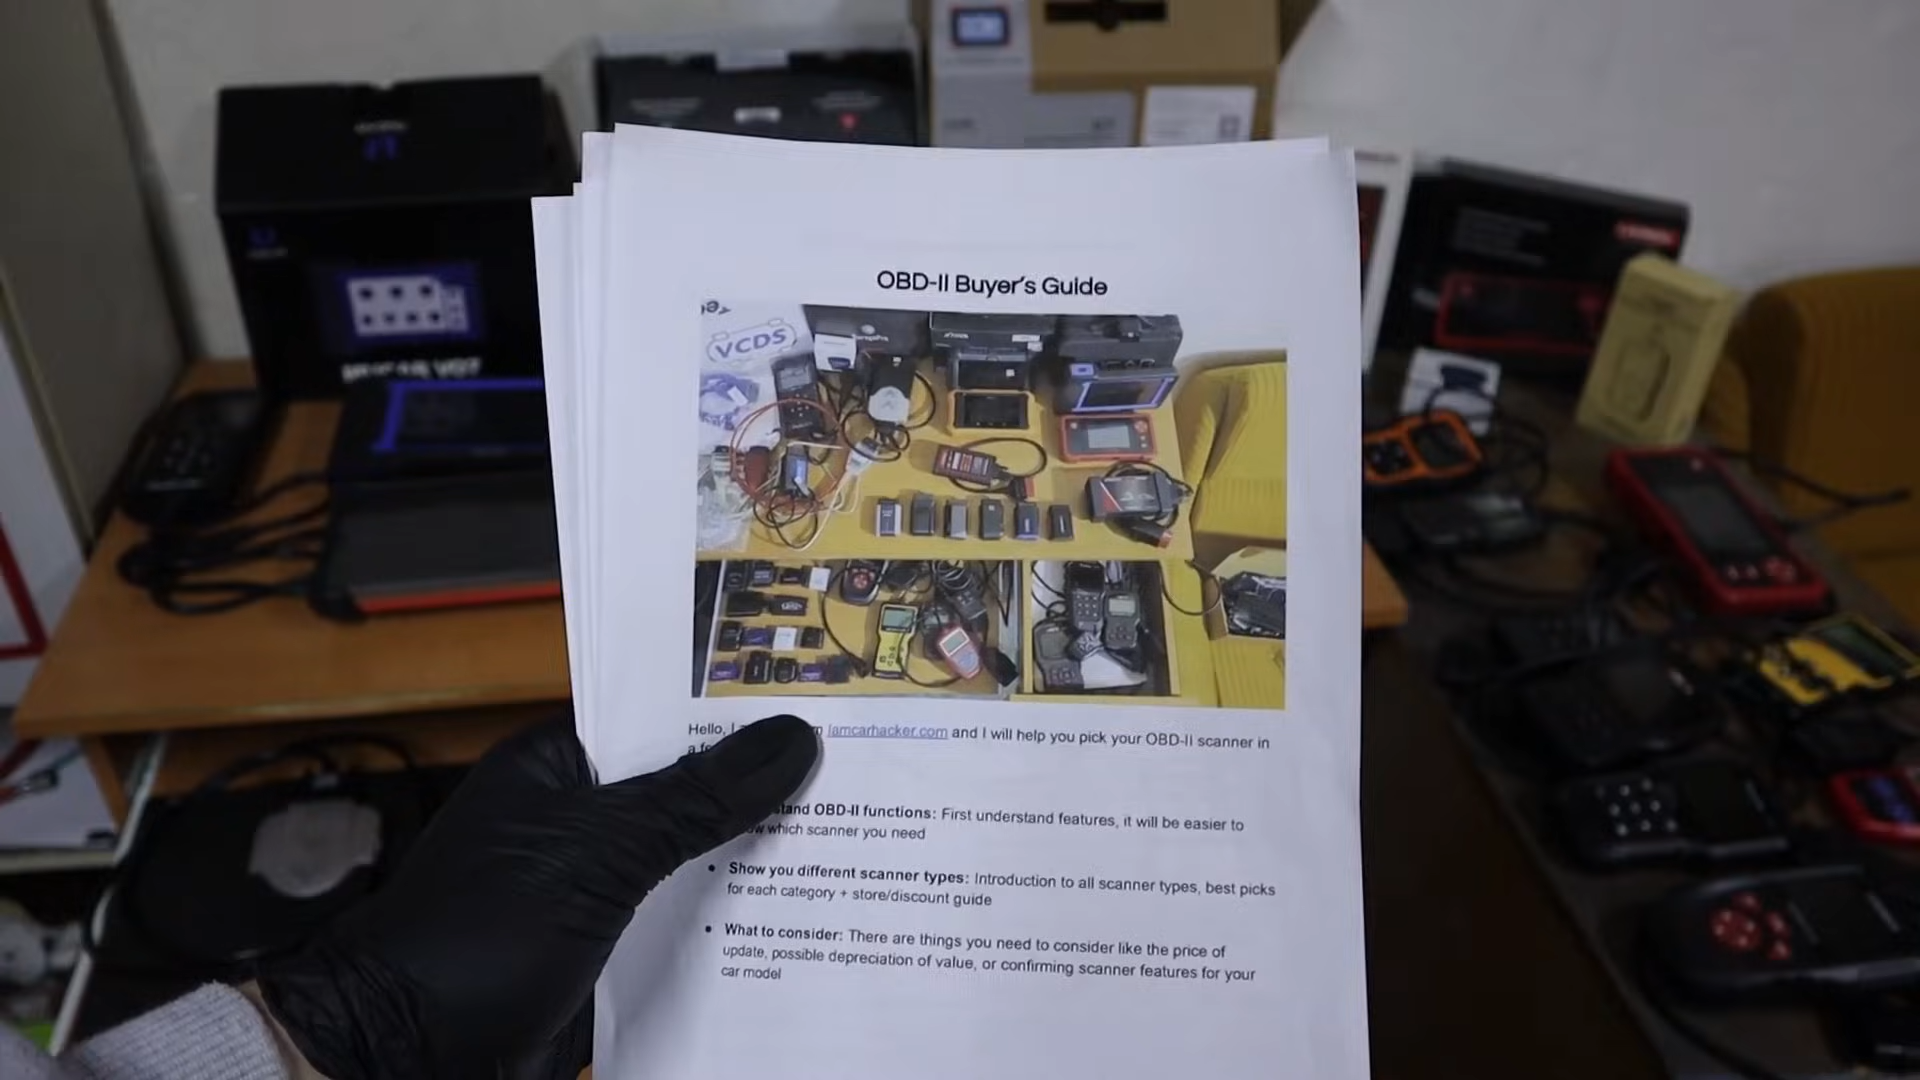 OBD-II Buyer's Guide
VCDS
Hello, I iamcarhacker.com and I will help you pick your OBD-II scanner in
a
OBD-II functions: First understand features, it will be easier to
which scanner you need
• Show you different scanner types: Introduction to all scanner types, best picks
for each category + store/discount guide
• What to consider: There are things you need to consider like the price of
update, possible depreciation of value, or confirming scanner features for your
car model